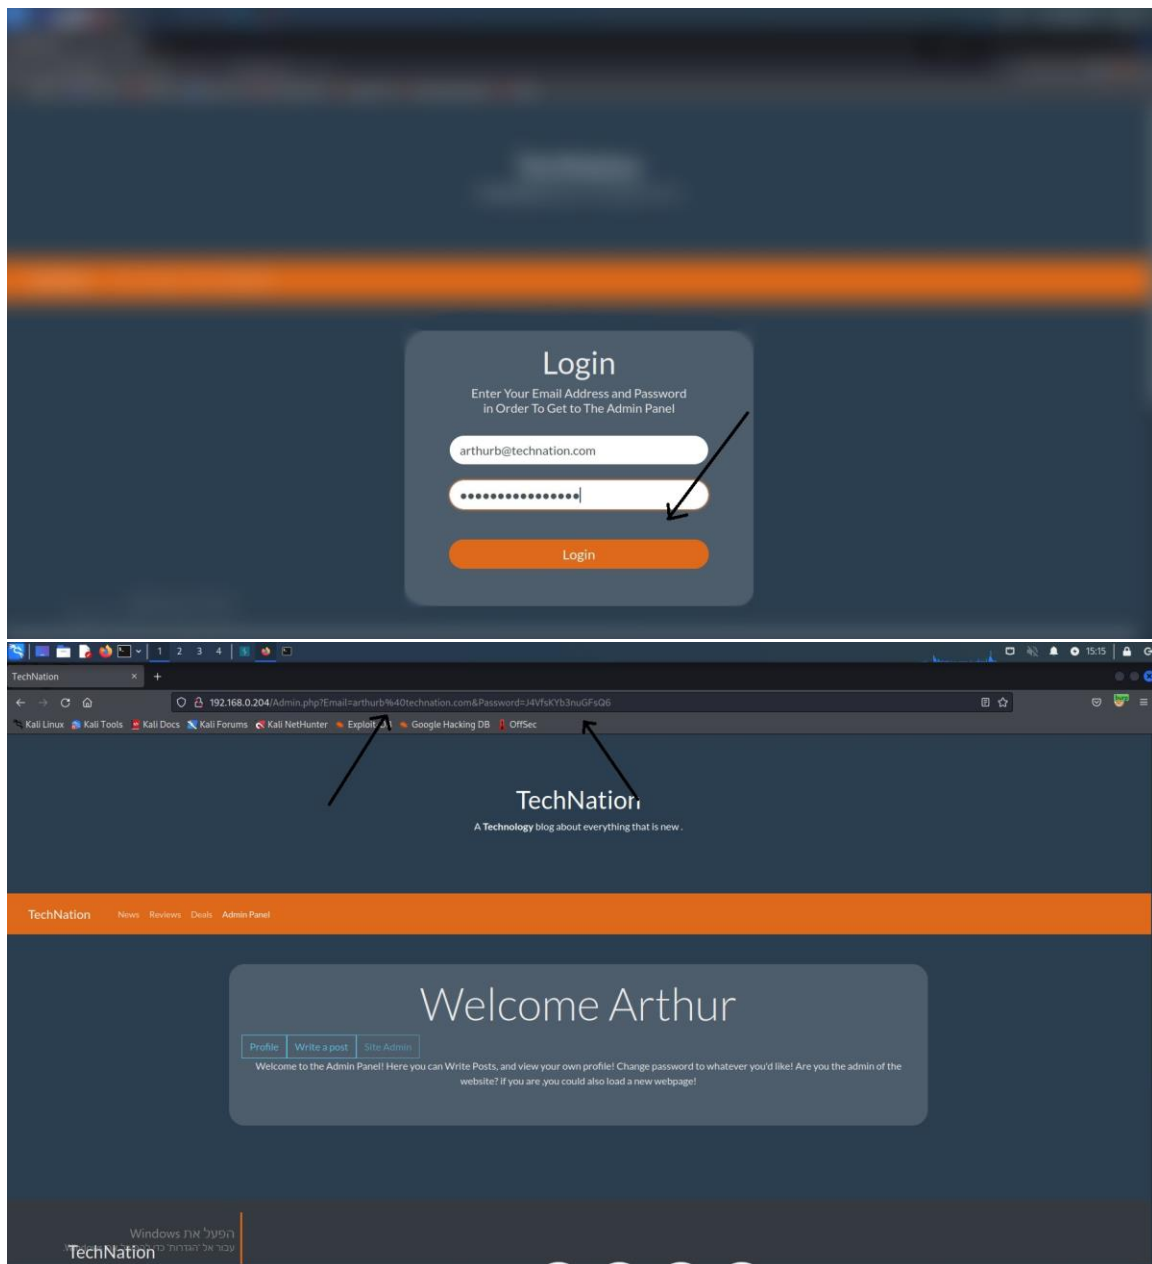 Login
Enter Your Email Address and Password
in Order To Get to The Admin Panel
arthurb@technation.com
Login
1 2 3 4
15:15
TechNation
192.168.0.204/Admin.php?Email=arthurb%40technation.com&Password=J4VfsKYb3nuGFsQ6
Kali Linux Kali Tools Kali Docs Kali Forums Kali NetHunter Google Hacking DB OffSec
TechNation
A Technology blog about everything that is new .
TechNation News Reviews Deals Admin Panel
Welcome Arthur
Profile Write a post Site Admin
Welcome to the Admin Panel! Here you can Write Posts, and view your own profile! Change password to whatever you'd like! Are you the admin of the
website? if you are ,you could also load a new webpage!
הפעל את Windows
עבור אל 'הגדרות' כדי
TechNation